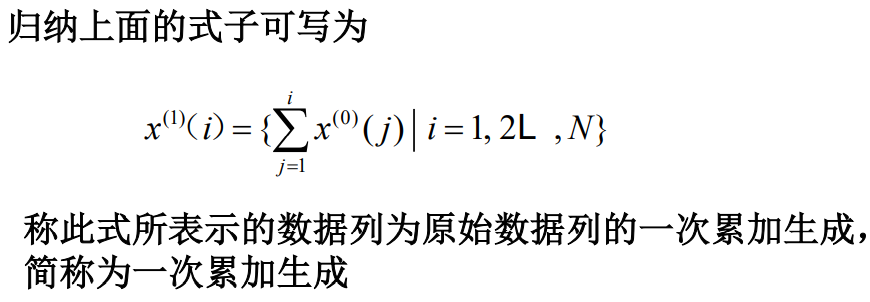 归纳上面的式子可写为
x^{(1)}(i) = {\sum_{j=1}^{i} x^{(0)}(j) | i = 1, 2L , N}
称此式所表示的数据列为原始数据列的一次累加生成，
简称为一次累加生成